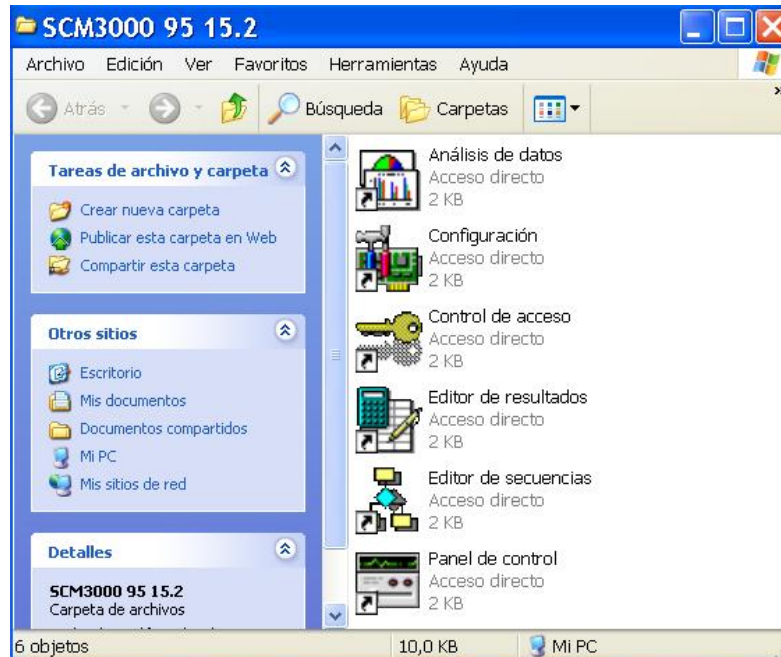 SCM3000 95 15.2
Archivo Edición Ver Favoritos Herramientas Ayuda
Atrás Búsqueda Carpetas »
Tareas de archivo y carpeta
Crear nueva carpeta
Publicar esta carpeta en Web
Compartir esta carpeta
Otros sitios
Escritorio
Mis documentos
Documentos compartidos
Mi PC
Mis sitios de red
Detalles
SCM3000 95 15.2
Carpeta de archivos
Análisis de datos
Acceso directo
2 KB
Configuración
Acceso directo
2 KB
Control de acceso
Acceso directo
2 KB
Editor de resultados
Acceso directo
2 KB
Editor de secuencias
Acceso directo
2 KB
Panel de control
Acceso directo
2 KB
6 objetos 10,0 KB Mi PC